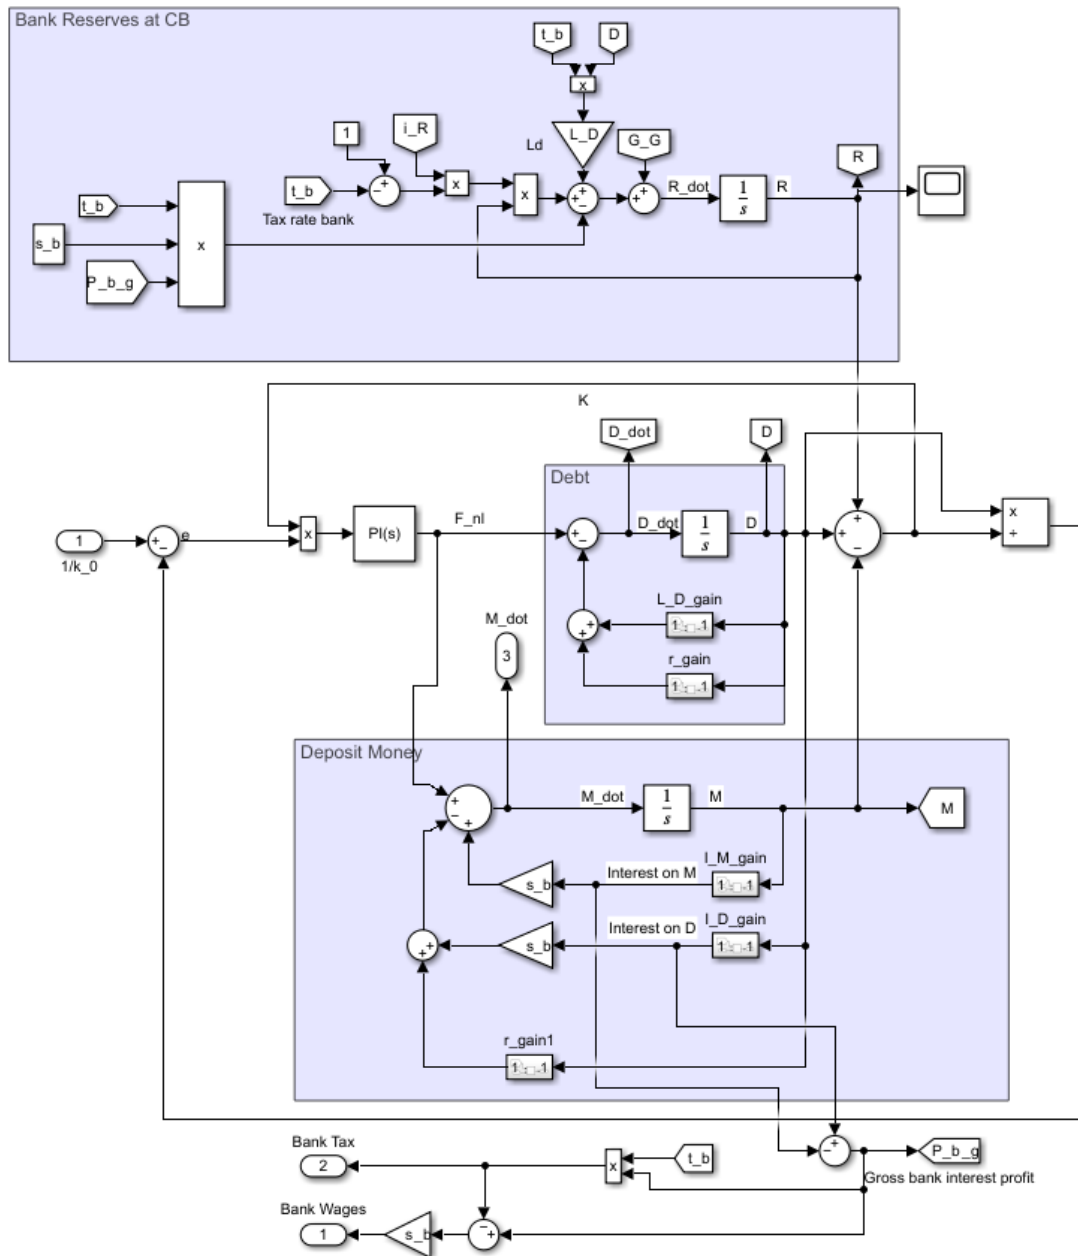 Bank Reserves at CB
t_b
D
x
1
i_R
Ld
L_D
G_G
R
t_b
x
x
R_dot
1
s
R
Tax rate bank
t_b
s_b
x
P_b_g
K
D_dot
D
Debt
1
1/k_0
e
x
PI(s)
F_nl
D_dot
1
s
D
x
÷
L_D_gain
M_dot
3
r_gain
Deposit Money
M_dot
1
s
M
M
I_M_gain
s_b
Interest on M
I_D_gain
s_b
Interest on D
r_gain1
Bank Tax
2
x
t_b
P_b_g
Gross bank interest profit
Bank Wages
1
s_b